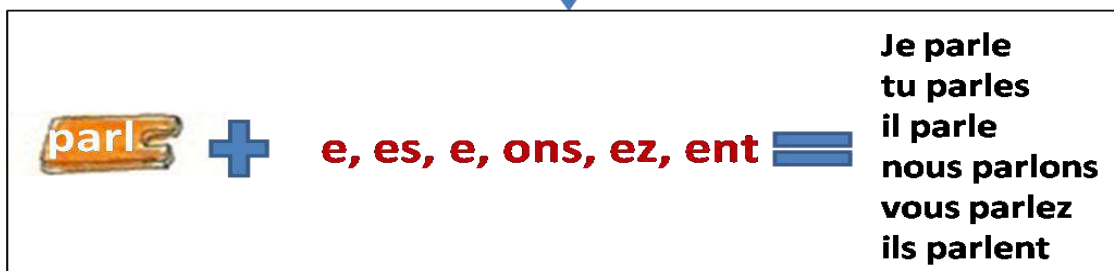 parl
e, es, e, ons, ez, ent
Je parle
tu parles
il parle
nous parlons
vous parlez
ils parlent